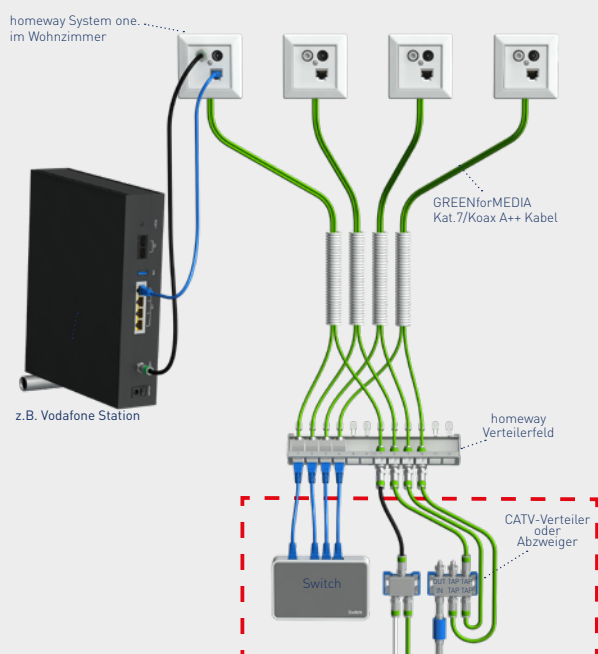 homeway System one.
im Wohnzimmer
GREENforMEDIA
Kat.7/Koax A++ Kabel
z.B. Vodafone Station
homeway
Verteilerfeld
CATV-Verteiler
oder
Abzweiger
Switch
OUT TAP TAP
IN TAP TAP
Switch